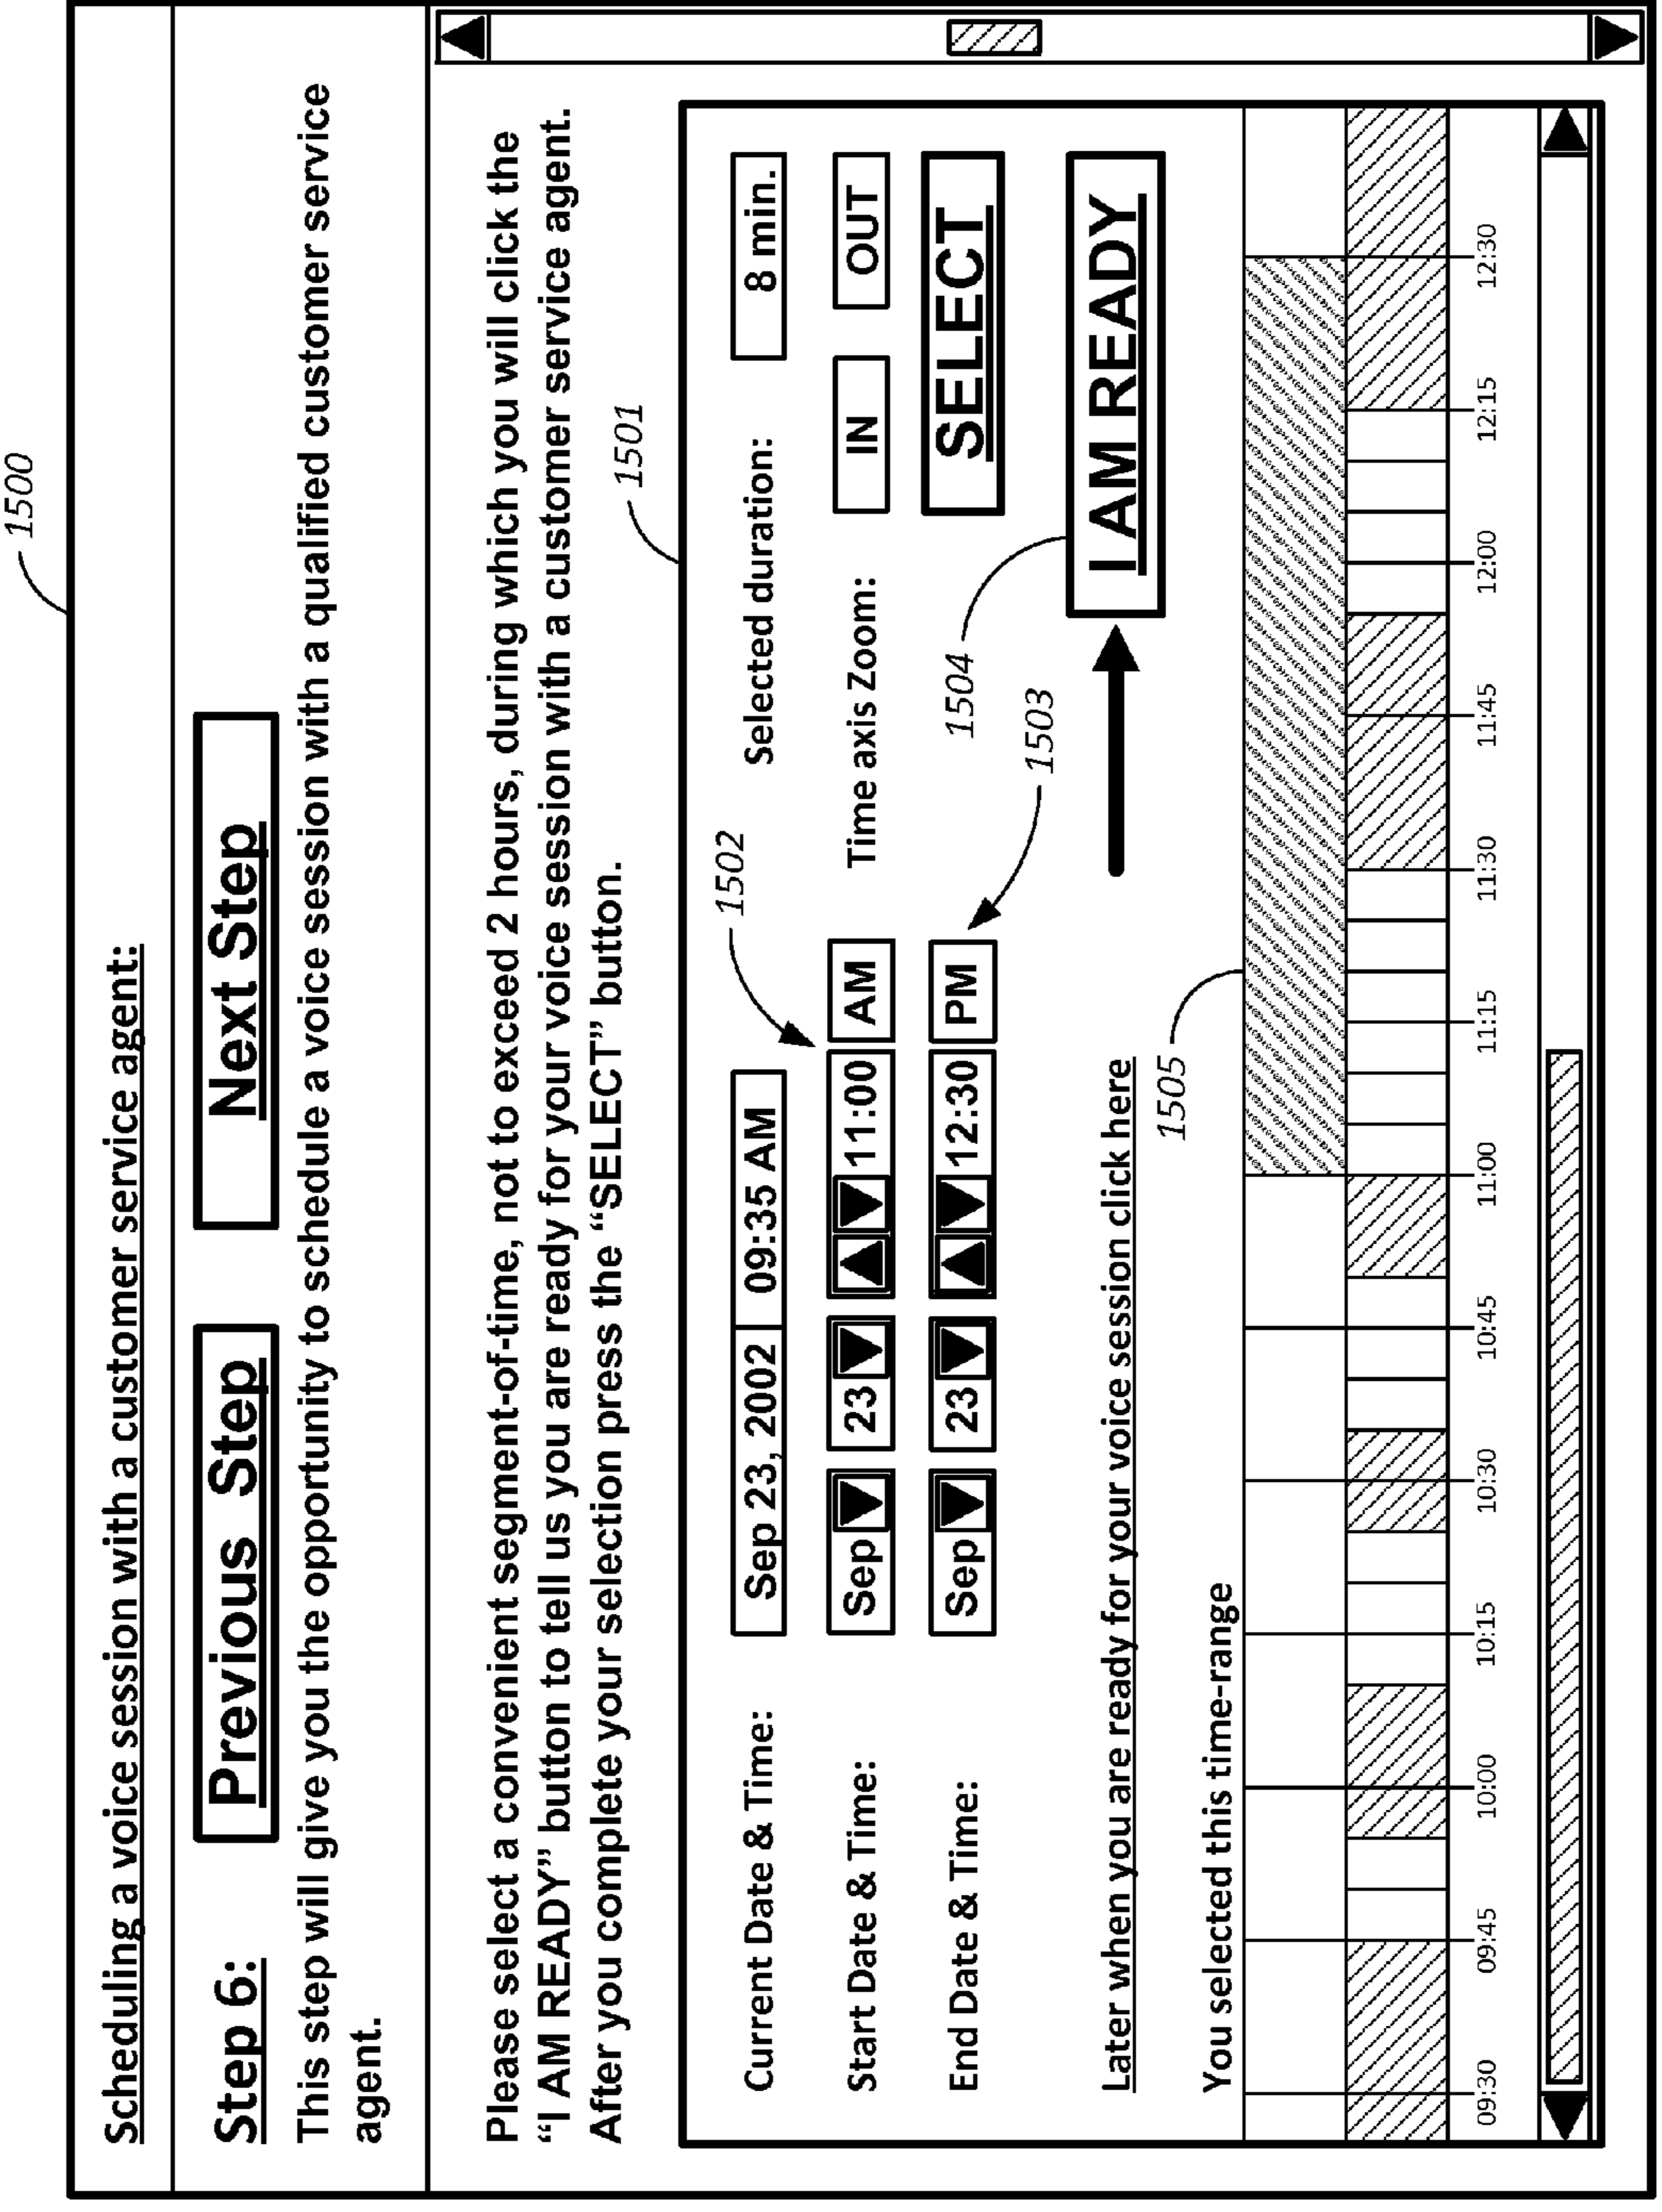 1500
Scheduling a voice session with a customer service agent:
Step 6: Previous Step Next Step
This step will give you the opportunity to schedule a voice session with a qualified customer service
agent.
Please select a convenient segment-of-time, not to exceed 2 hours, during which you will click the
“I AM READY” button to tell us you are ready for your voice session with a customer service agent.
After you complete your selection press the “SELECT” button.
1501
1502
Current Date & Time: Sep 23, 2002 09:35 AM Selected duration: 8 min.
Start Date & Time: Sep 23 11:00 AM Time axis Zoom: IN OUT
End Date & Time: Sep 23 12:30 PM SELECT
1504
1503
Later when you are ready for your voice session click here I AM READY
1505
You selected this time-range
09:30 09:45 10:00 10:15 10:30 10:45 11:00 11:15 11:30 11:45 12:00 12:15 12:30